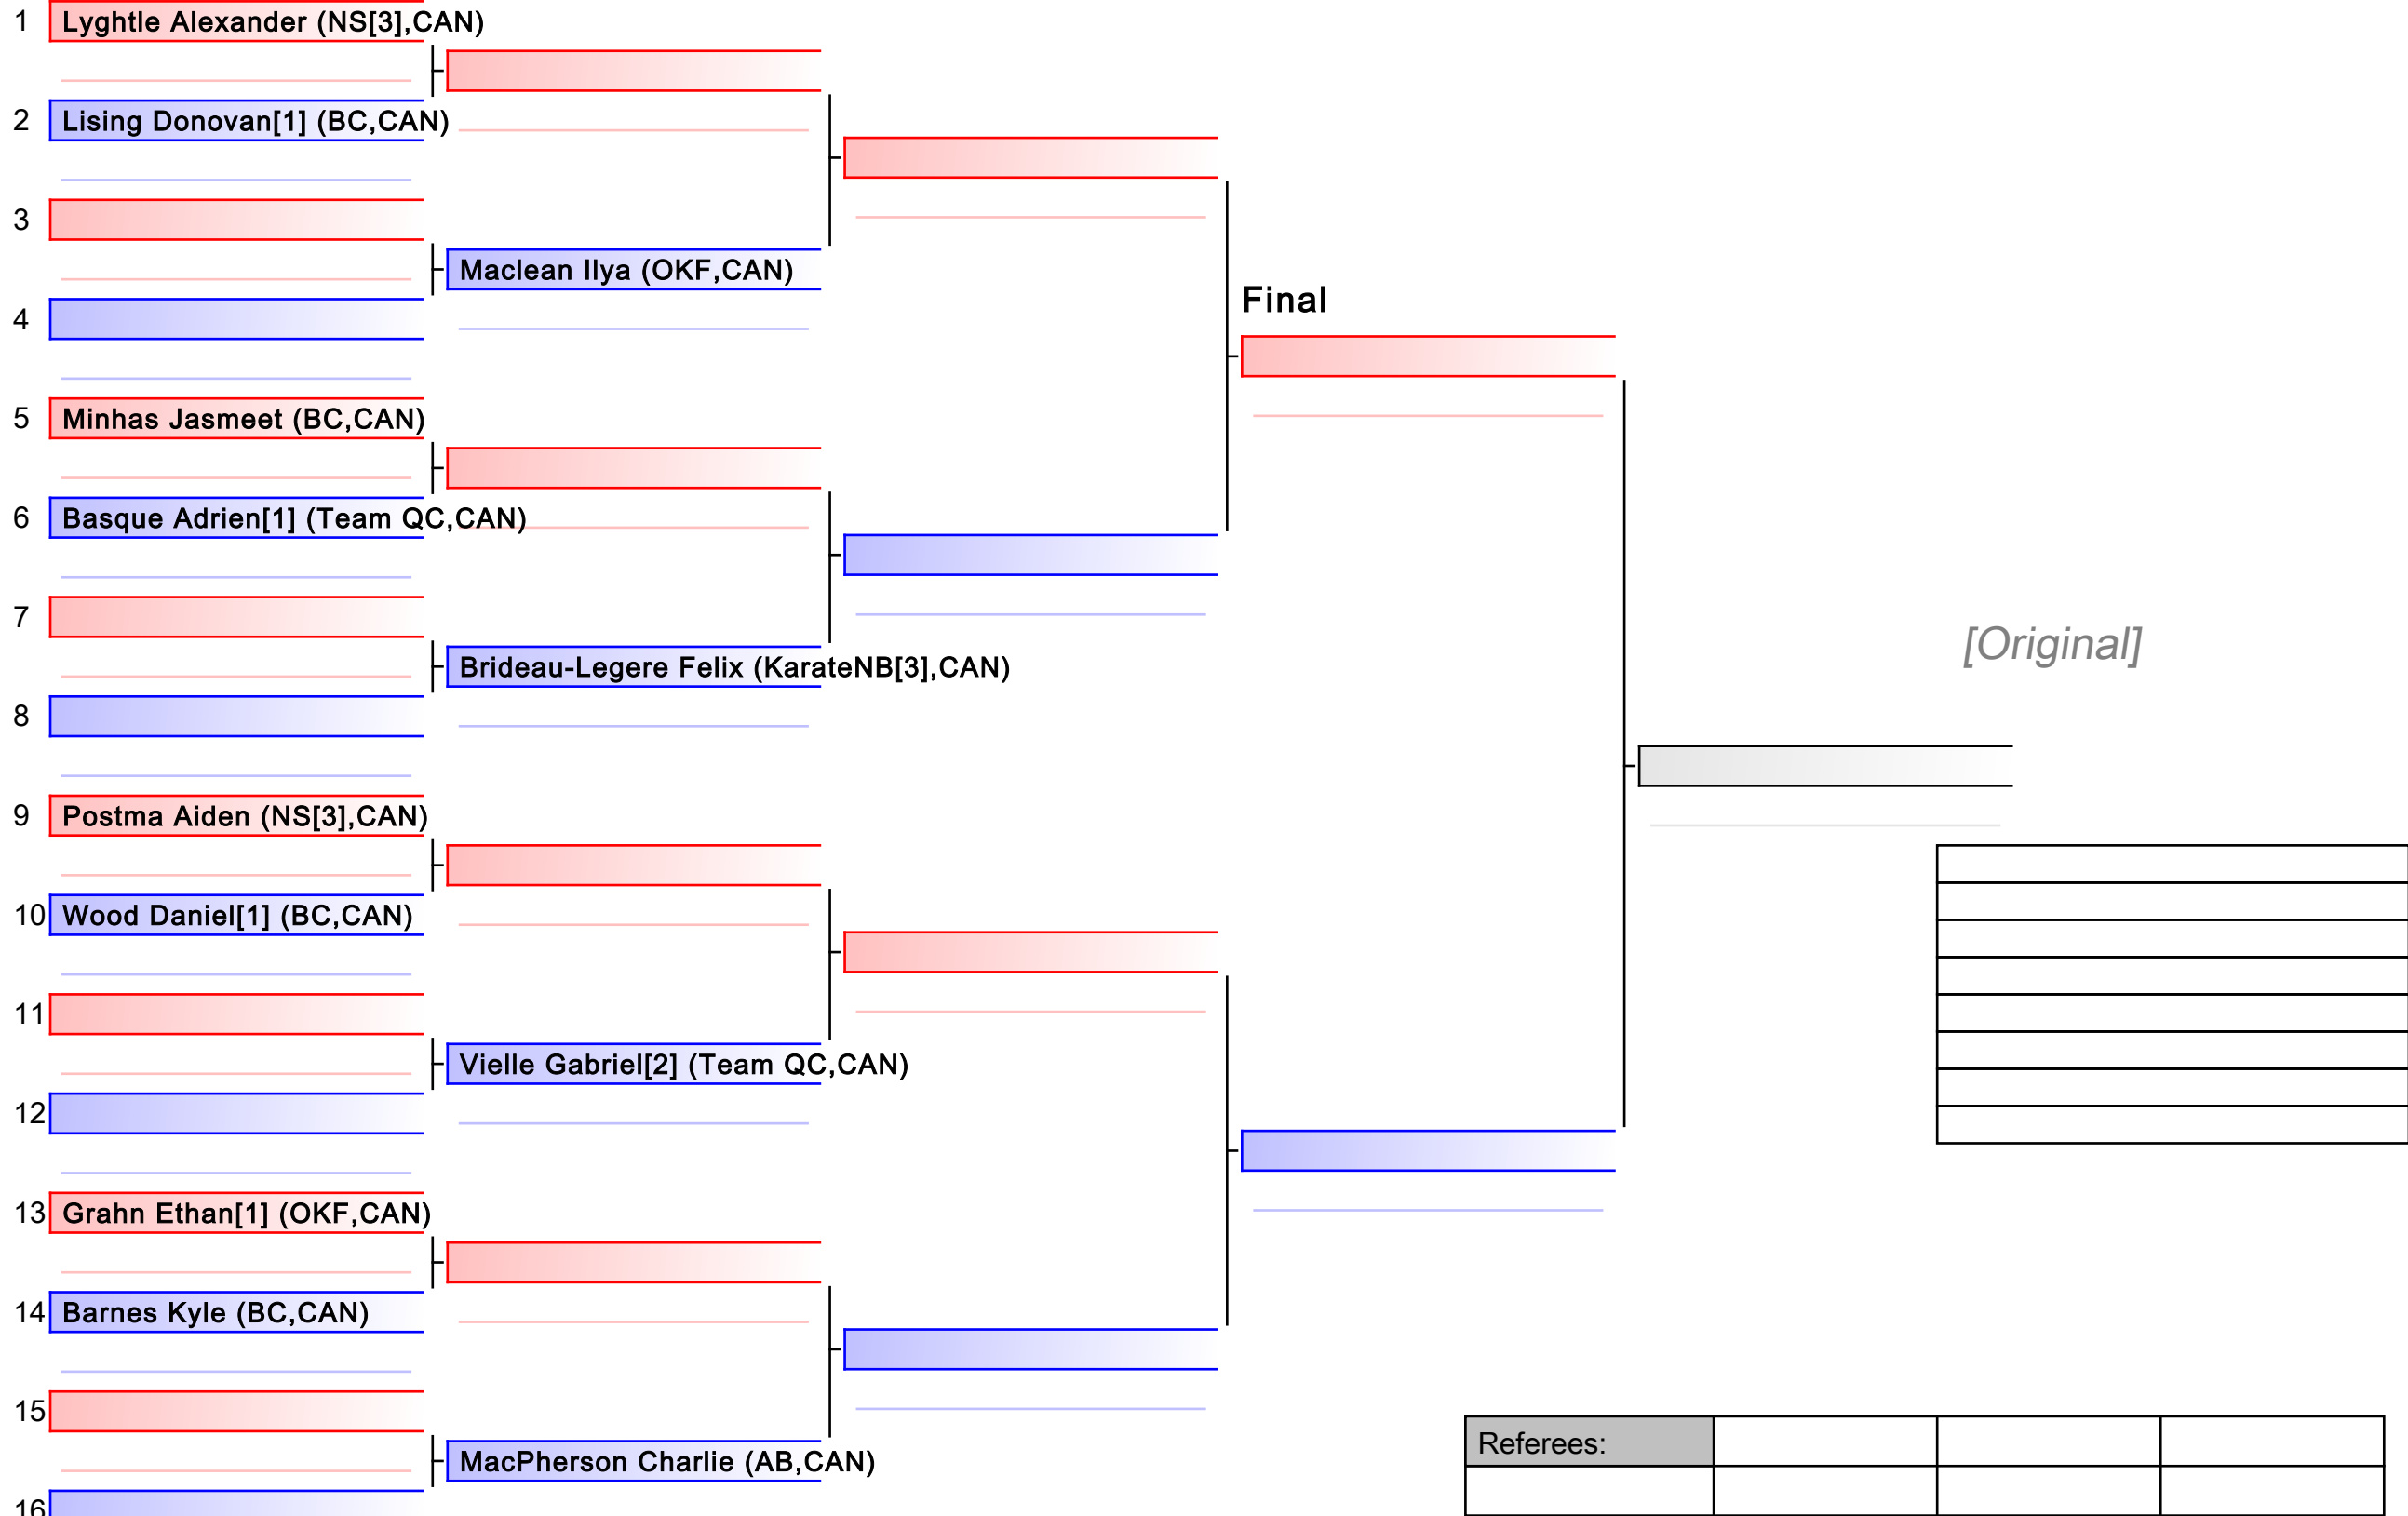 1 Lyghtle Alexander (NS[3],CAN)
2 Lising Donovan[1] (BC,CAN)
3
Maclean Ilya (OKF,CAN)
4
Final
5 Minhas Jasmeet (BC,CAN)
6 Basque Adrien[1] (Team QC,CAN)
7
[Original]
Brideau-Legere Felix (KarateNB[3],CAN)
8
9 Postma Aiden (NS[3],CAN)
10 Wood Daniel[1] (BC,CAN)
11
Vielle Gabriel[2] (Team QC,CAN)
12
13 Grahn Ethan[1] (OKF,CAN)
14 Barnes Kyle (BC,CAN)
15
Referees:
MacPherson Charlie (AB,CAN)
16